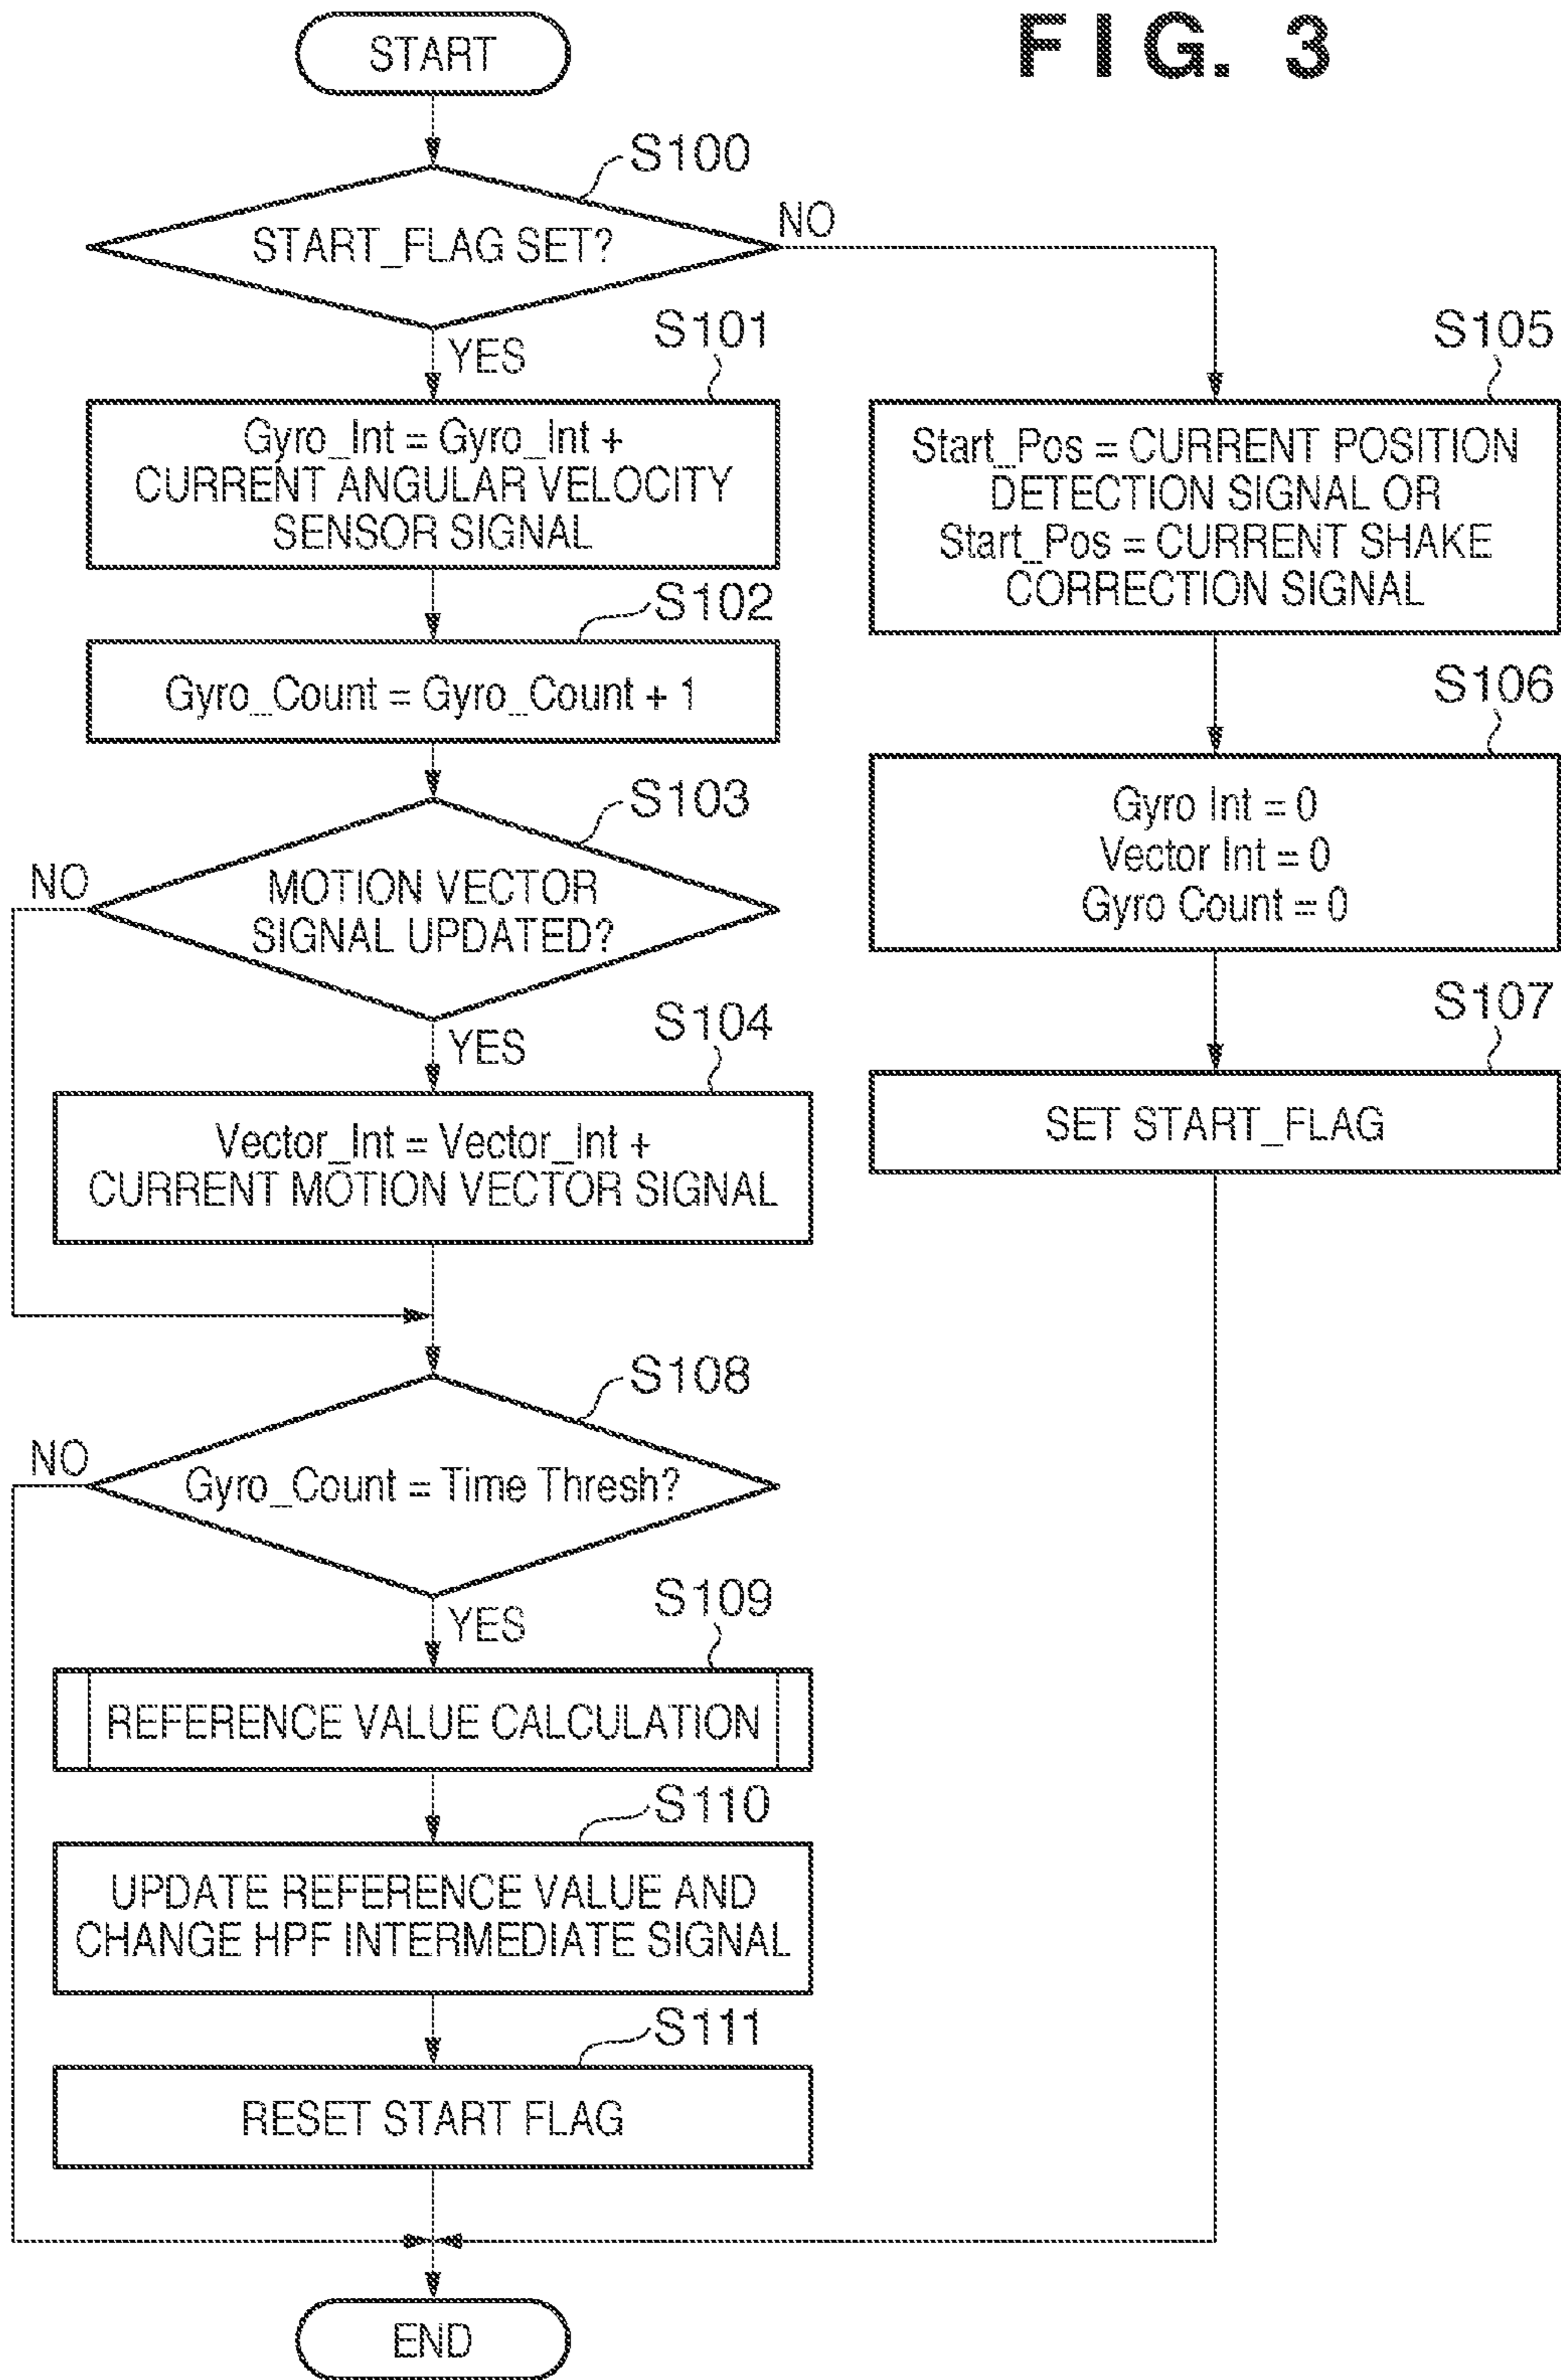 FIG. 3
START
S100
START_FLAG SET?
NO
YES
S101
Gyro_Int = Gyro_Int +
CURRENT ANGULAR VELOCITY
SENSOR SIGNAL
S102
Gyro_Count = Gyro_Count + 1
S103
MOTION VECTOR
SIGNAL UPDATED?
NO
YES
S104
Vector_Int = Vector_Int +
CURRENT MOTION VECTOR SIGNAL
S105
Start_Pos = CURRENT POSITION
DETECTION SIGNAL OR
Start_Pos = CURRENT SHAKE
CORRECTION SIGNAL
S106
Gyro Int = 0
Vector Int = 0
Gyro Count = 0
S107
SET START_FLAG
S108
Gyro_Count = Time Thresh?
NO
YES
S109
REFERENCE VALUE CALCULATION
S110
UPDATE REFERENCE VALUE AND
CHANGE HPF INTERMEDIATE SIGNAL
S111
RESET START FLAG
END